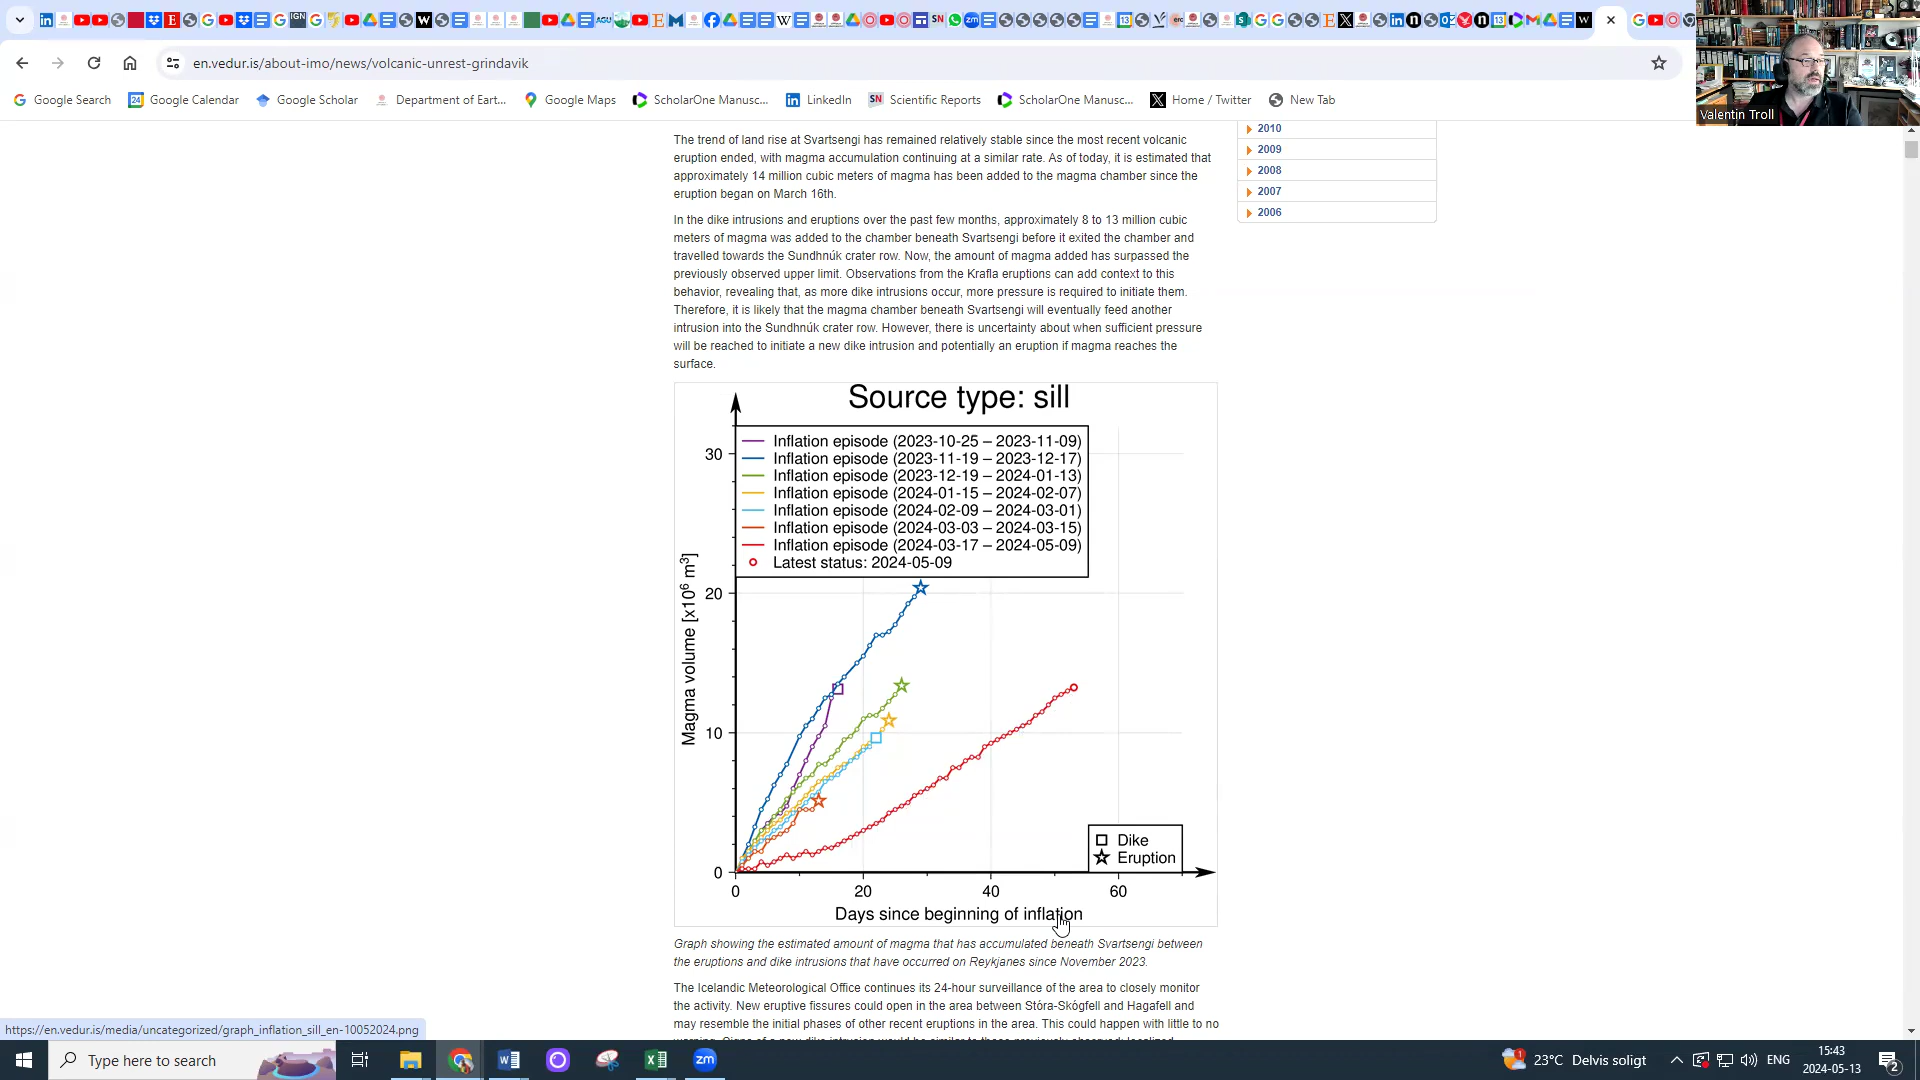 en.vedur.is/about-imo/news/volcanic-unrest-grindavik
Google Search
Google Calendar
Google Scholar
Department of Eart...
Google Maps
ScholarOne Manusc...
LinkedIn
SN Scientific Reports
ScholarOne Manusc...
Home / Twitter
New Tab
Valentin Troll
The trend of land rise at Svartsengi has remained relatively stable since the most recent volcanic
eruption ended, with magma accumulation continuing at a similar rate. As of today, it is estimated that
approximately 14 million cubic meters of magma has been added to the magma chamber since the
eruption began on March 16th.
In the dike intrusions and eruptions over the past few months, approximately 8 to 13 million cubic
meters of magma was added to the chamber beneath Svartsengi before it exited the chamber and
travelled towards the Sundhnúk crater row. Now, the amount of magma added has surpassed the
previously observed upper limit. Observations from the Krafla eruptions can add context to this
behavior, revealing that, as more dike intrusions occur, more pressure is required to initiate them.
Therefore, it is likely that the magma chamber beneath Svartsengi will eventually feed another
intrusion into the Sundhnúk crater row. However, there is uncertainty about when sufficient pressure
will be reached to initiate a new dike intrusion and potentially an eruption if magma reaches the
surface.
2010
2009
2008
2007
2006
Source type: sill
Inflation episode (2023-10-25 – 2023-11-09)
Inflation episode (2023-11-19 – 2023-12-17)
Inflation episode (2023-12-19 – 2024-01-13)
Inflation episode (2024-01-15 – 2024-02-07)
Inflation episode (2024-02-09 – 2024-03-01)
Inflation episode (2024-03-03 – 2024-03-15)
Inflation episode (2024-03-17 – 2024-05-09)
Latest status: 2024-05-09
Magma volume [x10⁶ m³]
30
20
10
0
Dike
Eruption
0 20 40 60
Days since beginning of inflation
Graph showing the estimated amount of magma that has accumulated beneath Svartsengi between
the eruptions and dike intrusions that have occurred on Reykjanes since November 2023.
The Icelandic Meteorological Office continues its 24-hour surveillance of the area to closely monitor
the activity. New eruptive fissures could open in the area between Stóra-Skógfell and Hagafell and
may resemble the initial phases of other recent eruptions in the area. This could happen with little to no
https://en.vedur.is/media/uncategorized/graph_inflation_sill_en-10052024.png
Type here to search
zm
23°C Delvis soligt
ENG
15:43
2024-05-13
2